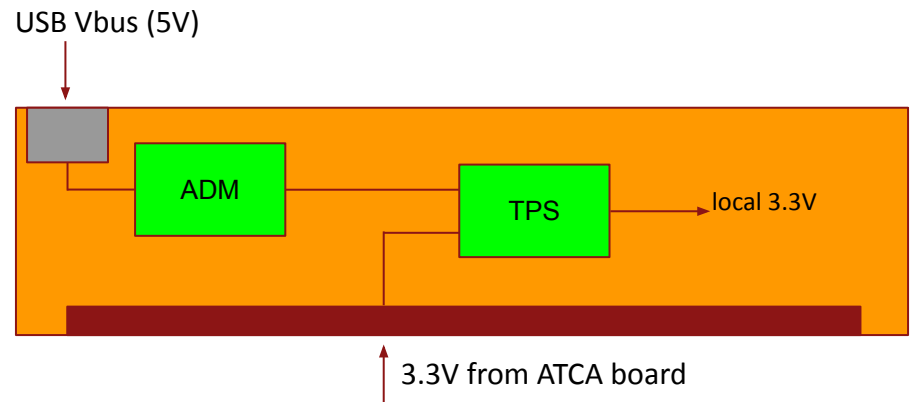 USB Vbus (5V)
ADM
TPS
local 3.3V
3.3V from ATCA board